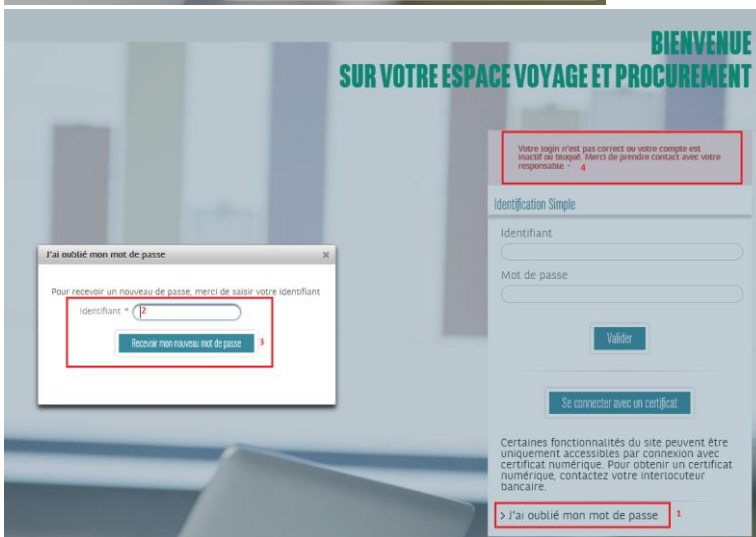 BIENVENUE
SUR VOTRE ESPACE VOYAGE ET PROCUREMENT
Votre login n'est pas correct ou votre compte est
inactif ou bloqué. Merci de prendre contact avec votre
responsable - 4
Identification Simple
Identifiant
Mot de passe
Valider
Se connecter avec un certificat
Certaines fonctionnalités du site peuvent être
uniquement accessibles par connexion avec
certificat numérique. Pour obtenir un certificat
numérique, contactez votre interlocuteur
bancaire.
> J'ai oublié mon mot de passe 1
J'ai oublié mon mot de passe x
Pour recevoir un nouveau de passe, merci de saisir votre identifiant
Identifiant * 2
Recevoir mon nouveau mot de passe 3